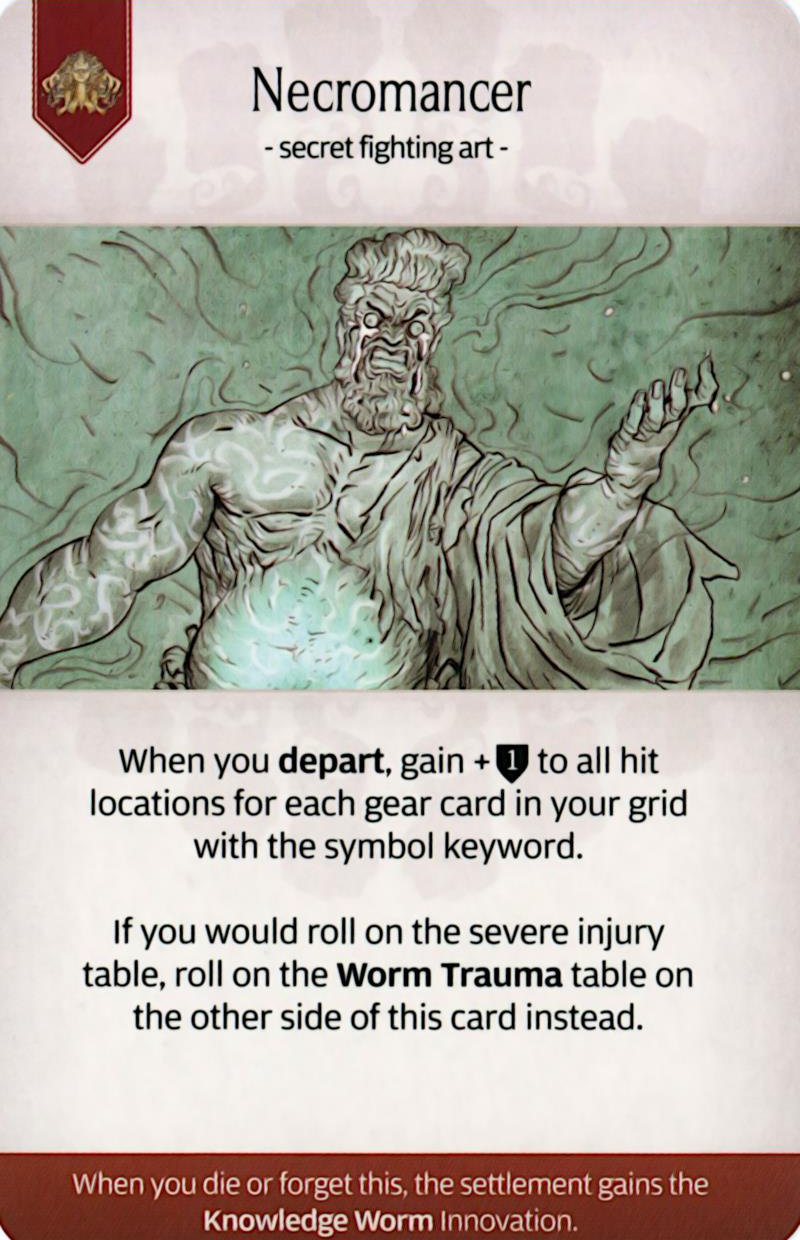 Necromancer
- secret fighting art -
When you depart, gain + 1 to all hit
locations for each gear card in your grid
with the symbol keyword.
If you would roll on the severe injury
table, roll on the Worm Trauma table on
the other side of this card instead.
When you die or forget this, the settlement gains the
Knowledge Worm Innovation.